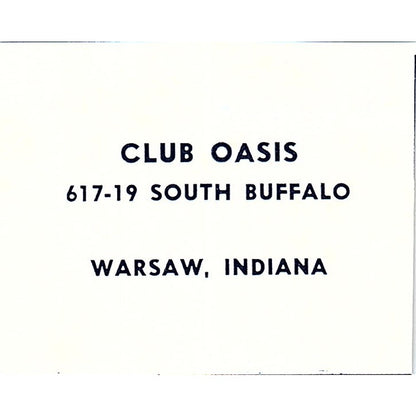 CLUB OASIS
617-19 SOUTH BUFFALO
WARSAW, INDIANA